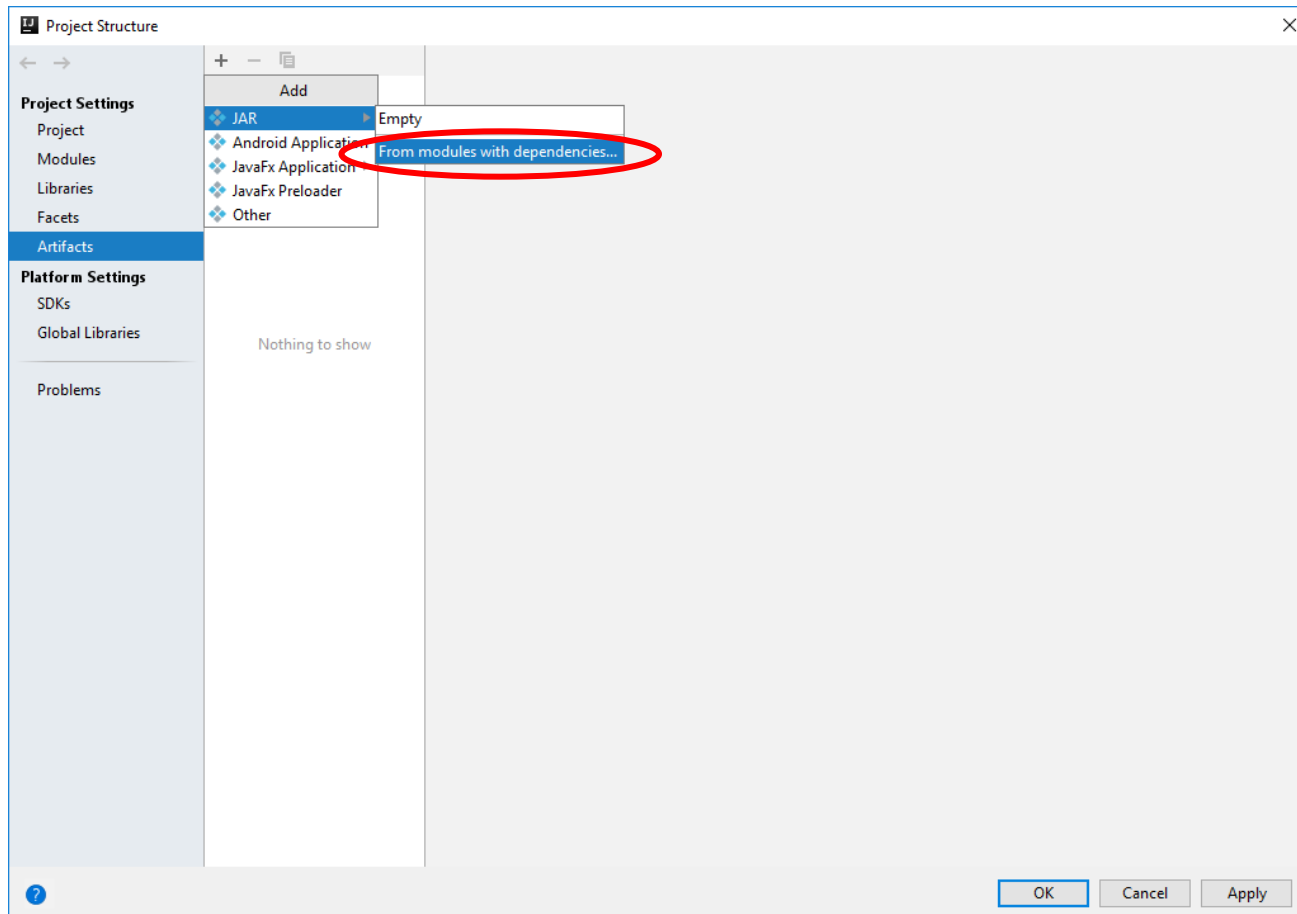 Project Structure
Project Settings
Project
Modules
Libraries
Facets
Artifacts
Platform Settings
SDKs
Global Libraries
Problems
Add
JAR
Android Application
JavaFx Application
JavaFx Preloader
Other
Empty
From modules with dependencies...
Nothing to show
?
OK Cancel Apply